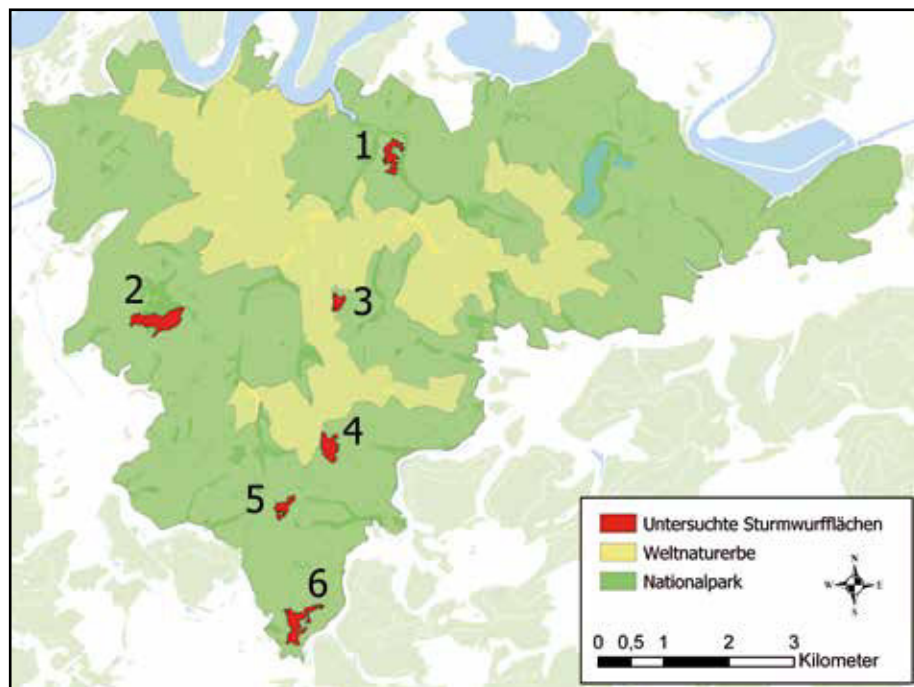 1
2
3
4
5
6
Untersuchte Sturmwurfflächen
Weltnaturerbe
Nationalpark
N
W E
S
0 0,5 1 2 3
Kilometer